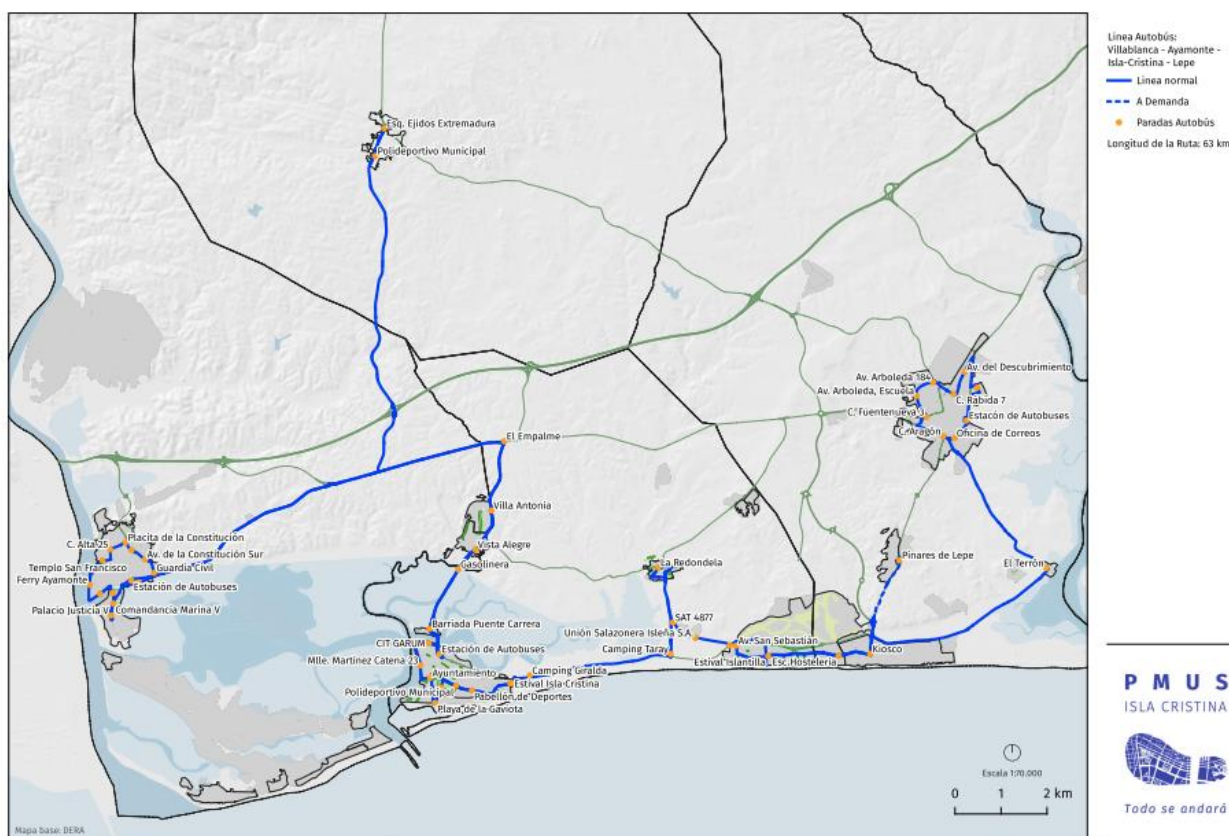 Linea Autobús:
Villablanca - Ayamonte -
Isla-Cristina - Lepe
Linea normal
A Demanda
Paradas Autobús
Longitud de la Ruta: 63 km
Esq. Ejidos Extremadura
Polideportivo Municipal
Av. del Descubrimiento
Av. Arboleda 184
Av. Arboleda, Escuela
C. Rabida 7
C. Fuentenueva 3
Estacón de Autobuses
C. Aragón
Oficina de Correos
El Empalme
Villa Antonia
Placita de la Constitución
C. Alta 25
Av. de la Constitución Sur
Vista Alegre
Templo San Francisco
Guardia Civil
Gasolinera
La Redondela
Pinares de Lepe
El Terrón
Ferry Ayamonte
Estación de Autobuses
Palacio Justicia V
Comandancia Marina V
SAT 4877
Barriada Puente Carrera
Unión Salazonera Isleña S.A
Av. San Sebastián
CIT GARUM
Estación de Autobuses
Camping Taray
Kiosco
Estival Islantilla
Esc. Hostelería
Mlle. Martínez Catena 23
Camping Giralda
Ayuntamiento
Estival Isla-Cristina
Polideportivo Municipal
Pabellón de Deportes
Playa de la Gaviota
PMUS
ISLA CRISTINA
Todo se andará
Escala 1:70.000
0 1 2 km
Mapa base: DERA